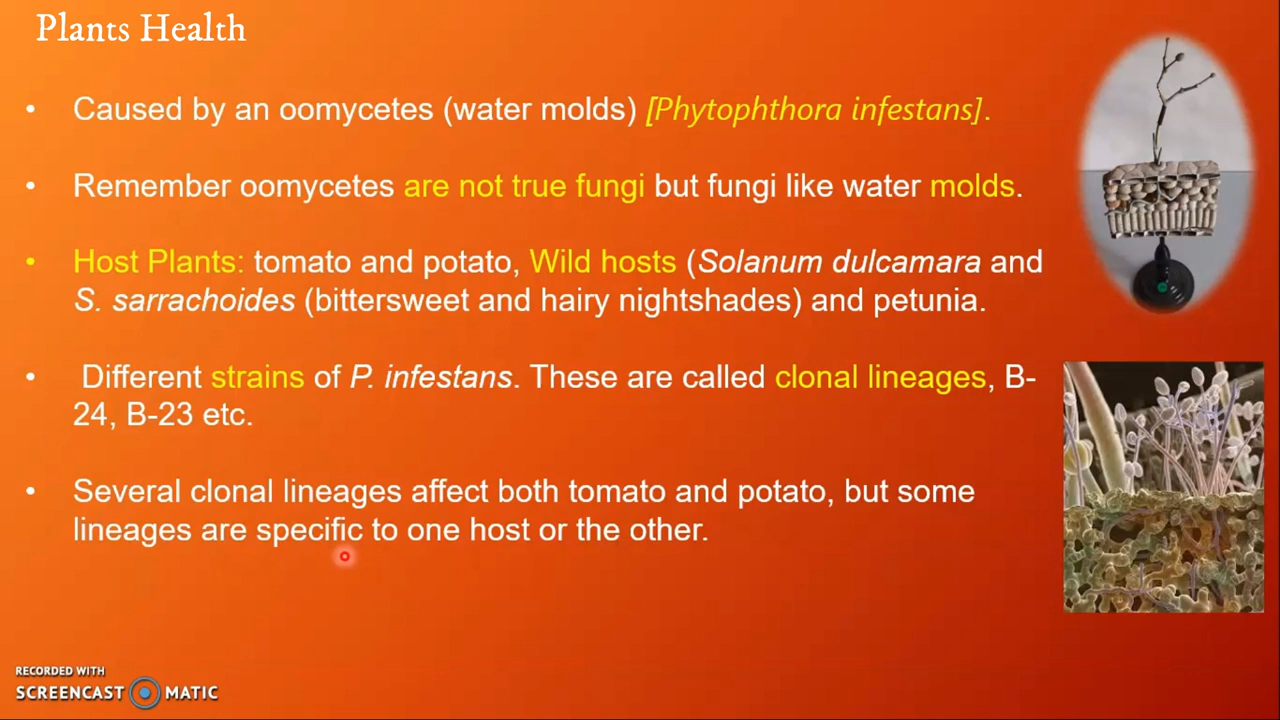 Plants Health
• Caused by an oomycetes (water molds) [Phytophthora infestans].
• Remember oomycetes are not true fungi but fungi like water molds.
• Host Plants: tomato and potato, Wild hosts (Solanum dulcamara and
S. sarrachoides (bittersweet and hairy nightshades) and petunia.
• Different strains of P. infestans. These are called clonal lineages, B-
24, B-23 etc.
• Several clonal lineages affect both tomato and potato, but some
lineages are specific to one host or the other.
RECORDED WITH
SCREENCAST MATIC